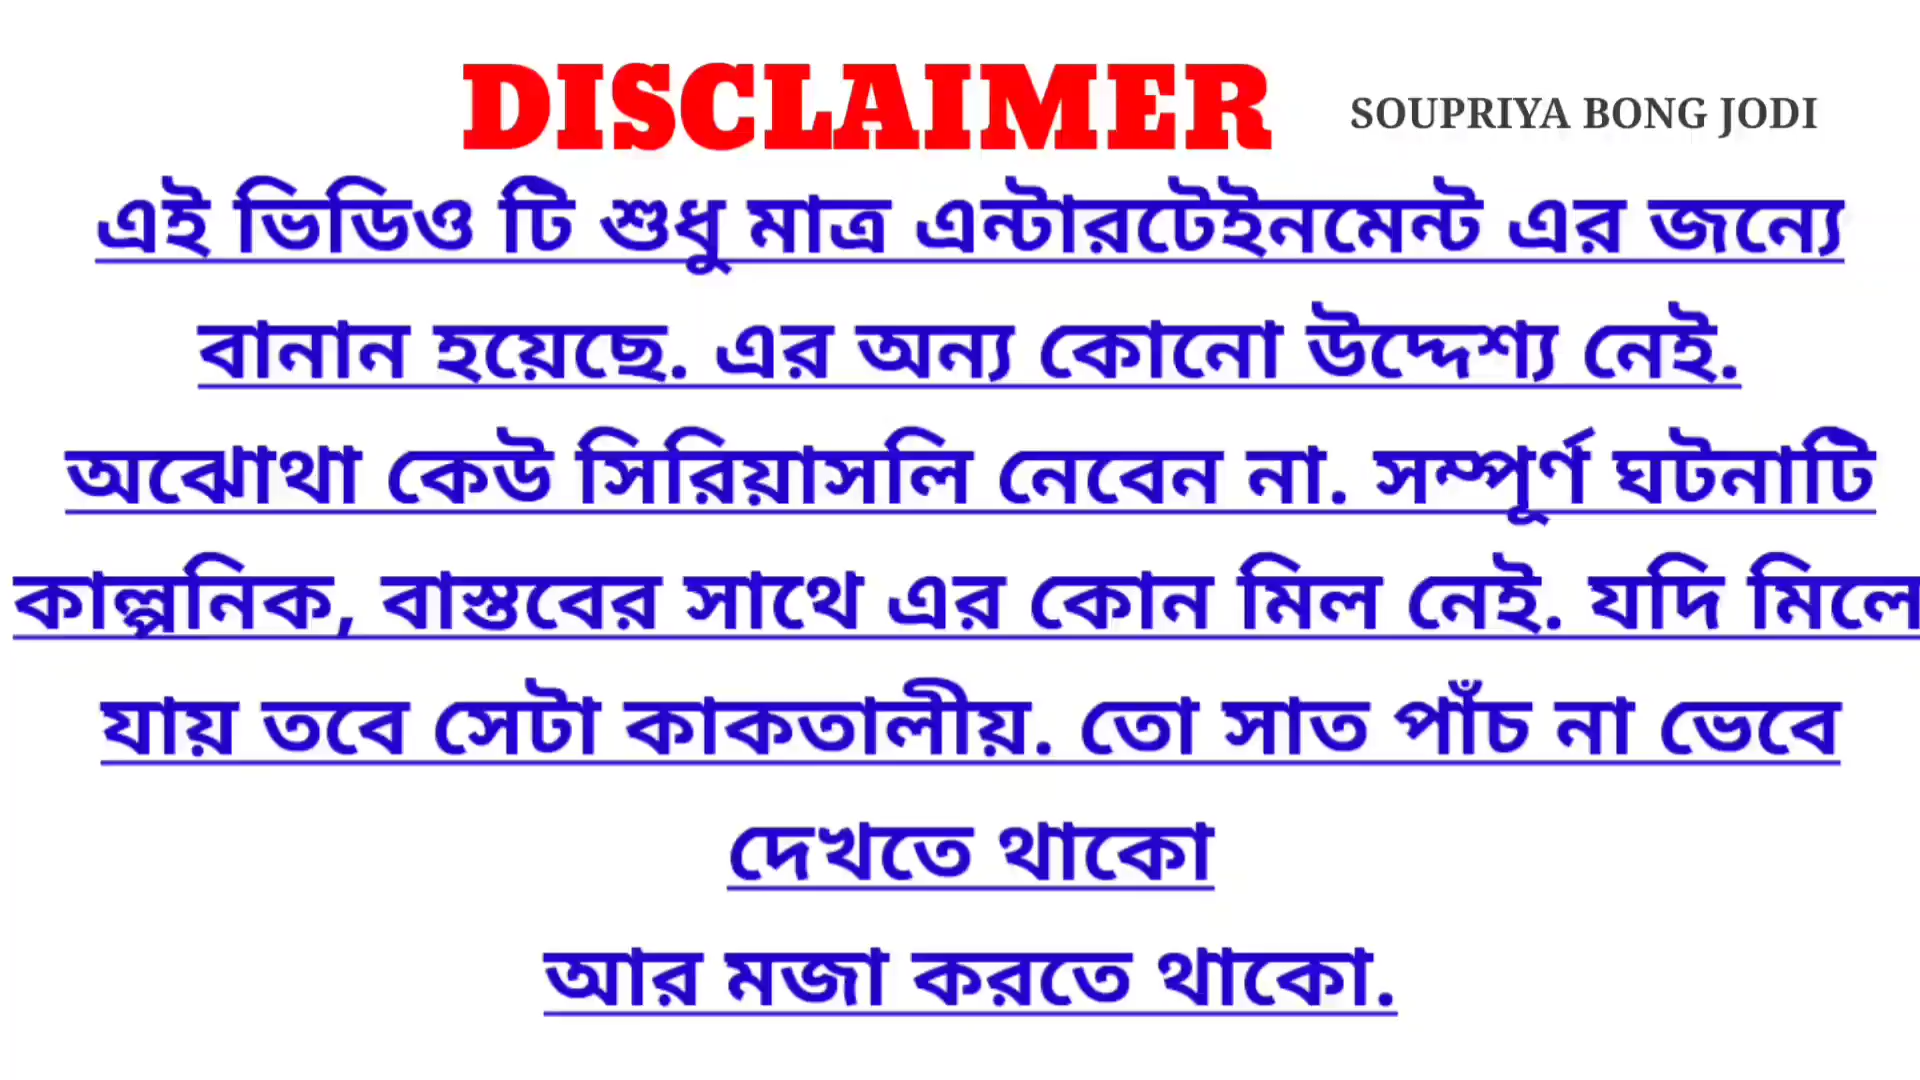 DISCLAIMER SOUPRIYA BONG JODI
এই ভিডিও টি শুধু মাত্র এন্টারটেইনমেন্ট এর জন্যে
বানান হয়েছে. এর অন্য কোনো উদ্দেশ্য নেই.
অঝোথা কেউ সিরিয়াসলি নেবেন না. সম্পূর্ণ ঘটনাটি
কাল্পনিক, বাস্তবের সাথে এর কোন মিল নেই. যদি মিলে
যায় তবে সেটা কাকতালীয়. তো সাত পাঁচ না ভেবে
দেখতে থাকো
আর মজা করতে থাকো.